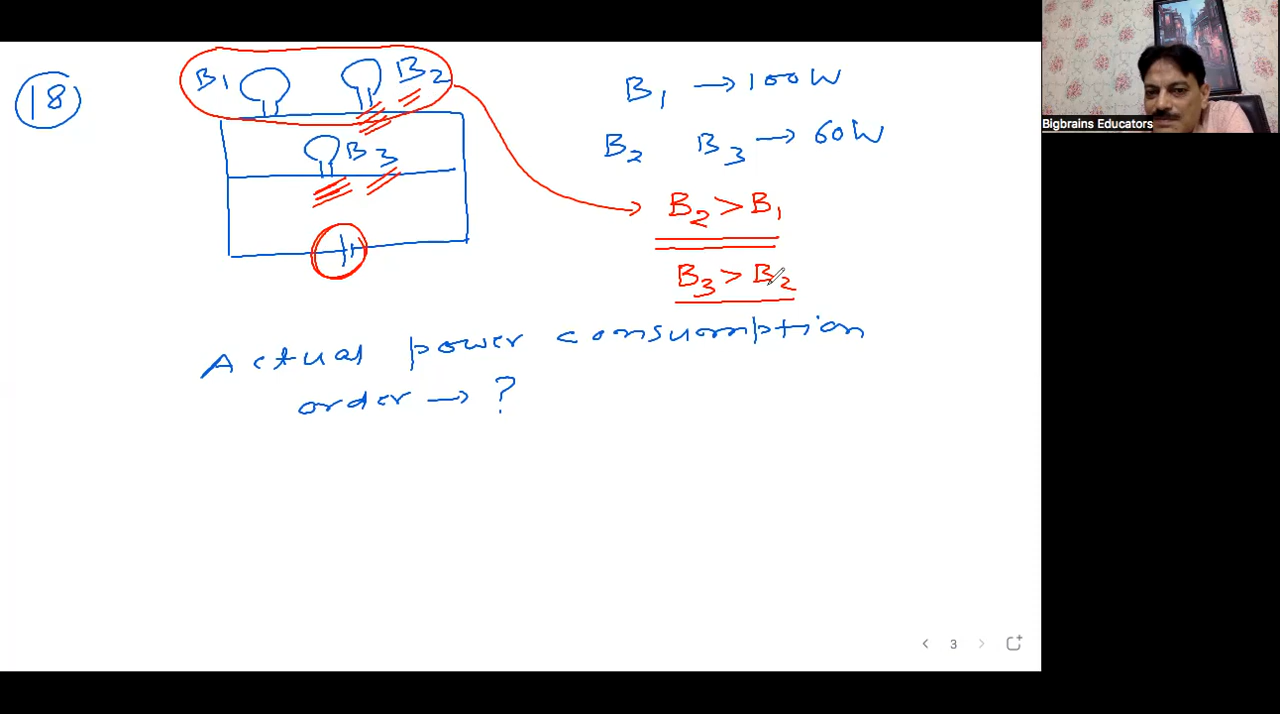 18
B1 B2
B3
B1 → 100W
B2 B3 → 60W
B2 > B1
B3 > B2
Actual power consumption
order → ?
Bigbrains Educators
3